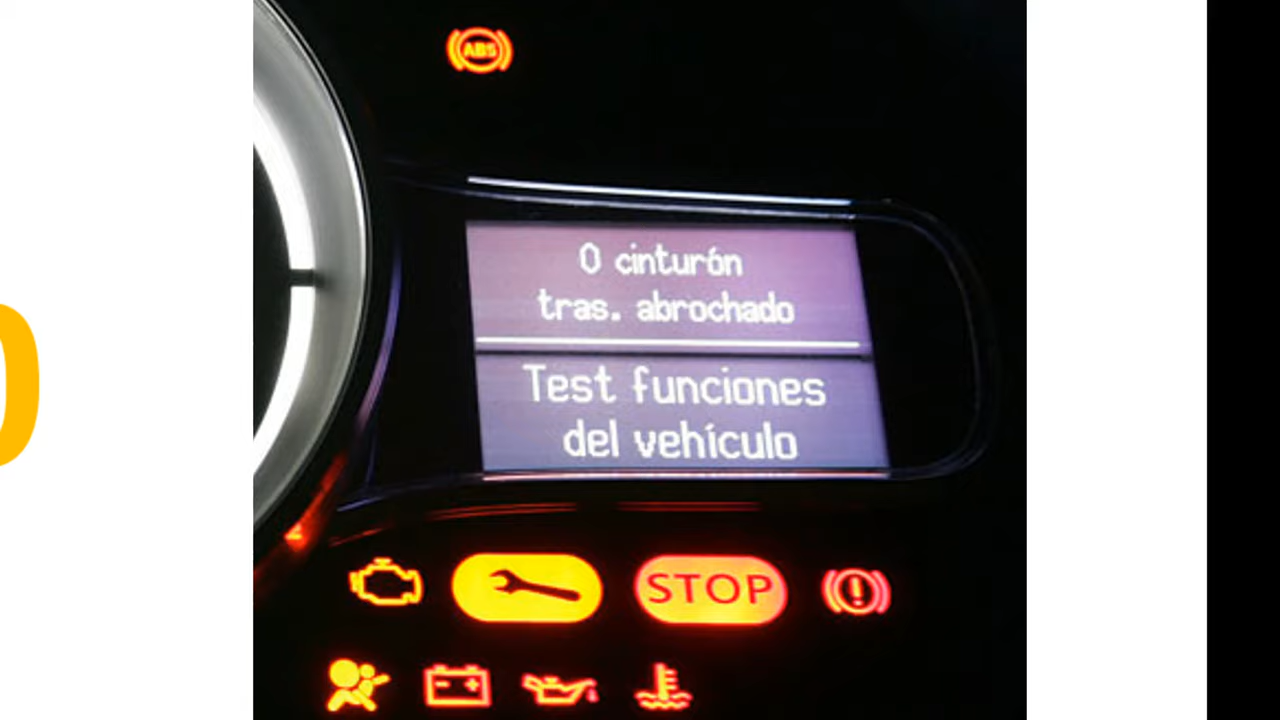 ABS
0 cinturón
tras. abrochado
Test funciones
del vehículo
STOP